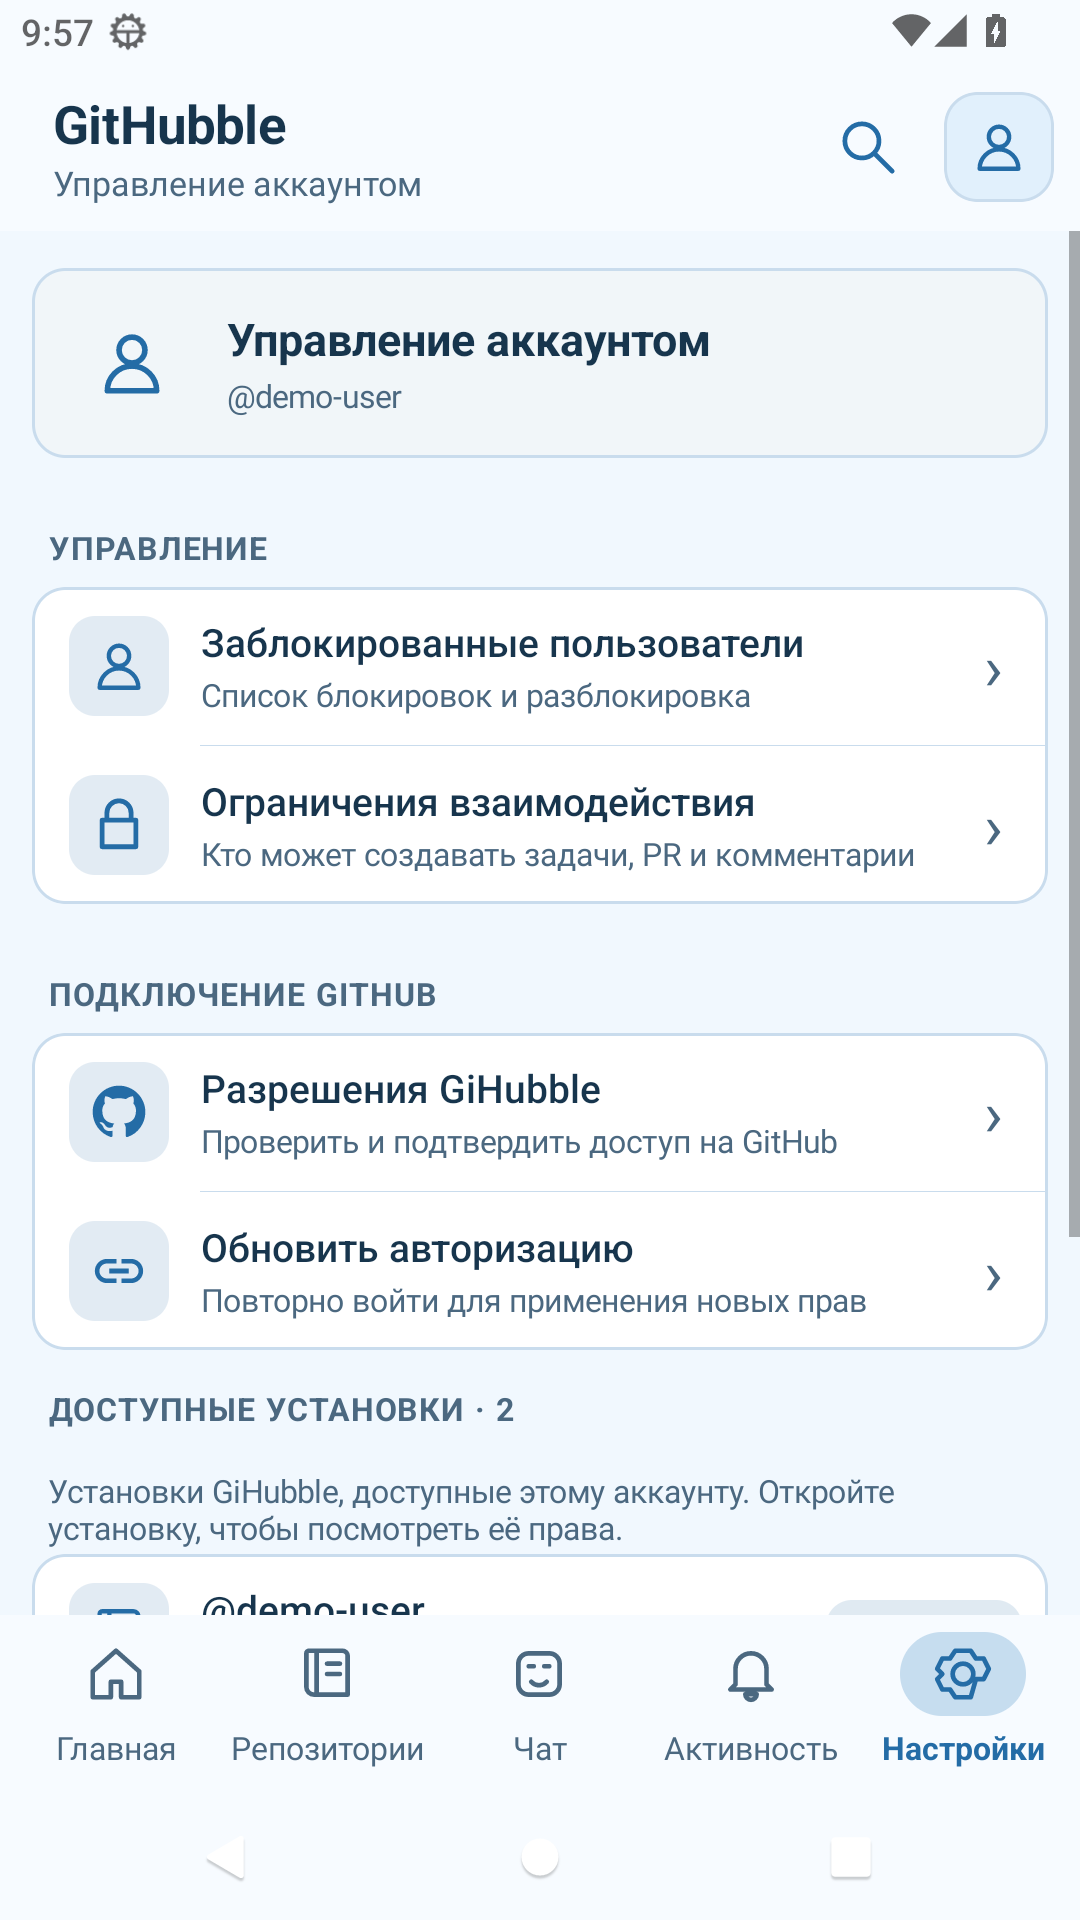 9:57
GitHubble
Управление аккаунтом
Управление аккаунтом
@demo-user
УПРАВЛЕНИЕ
Заблокированные пользователи
Список блокировок и разблокировка
Ограничения взаимодействия
Кто может создавать задачи, PR и комментарии
ПОДКЛЮЧЕНИЕ GITHUB
Разрешения GiHubble
Проверить и подтвердить доступ на GitHub
Обновить авторизацию
Повторно войти для применения новых прав
ДОСТУПНЫЕ УСТАНОВКИ · 2
Установки GiHubble, доступные этому аккаунту. Откройте
установку, чтобы посмотреть её права.
@demo-user
Главная
Репозитории
Чат
Активность
Настройки